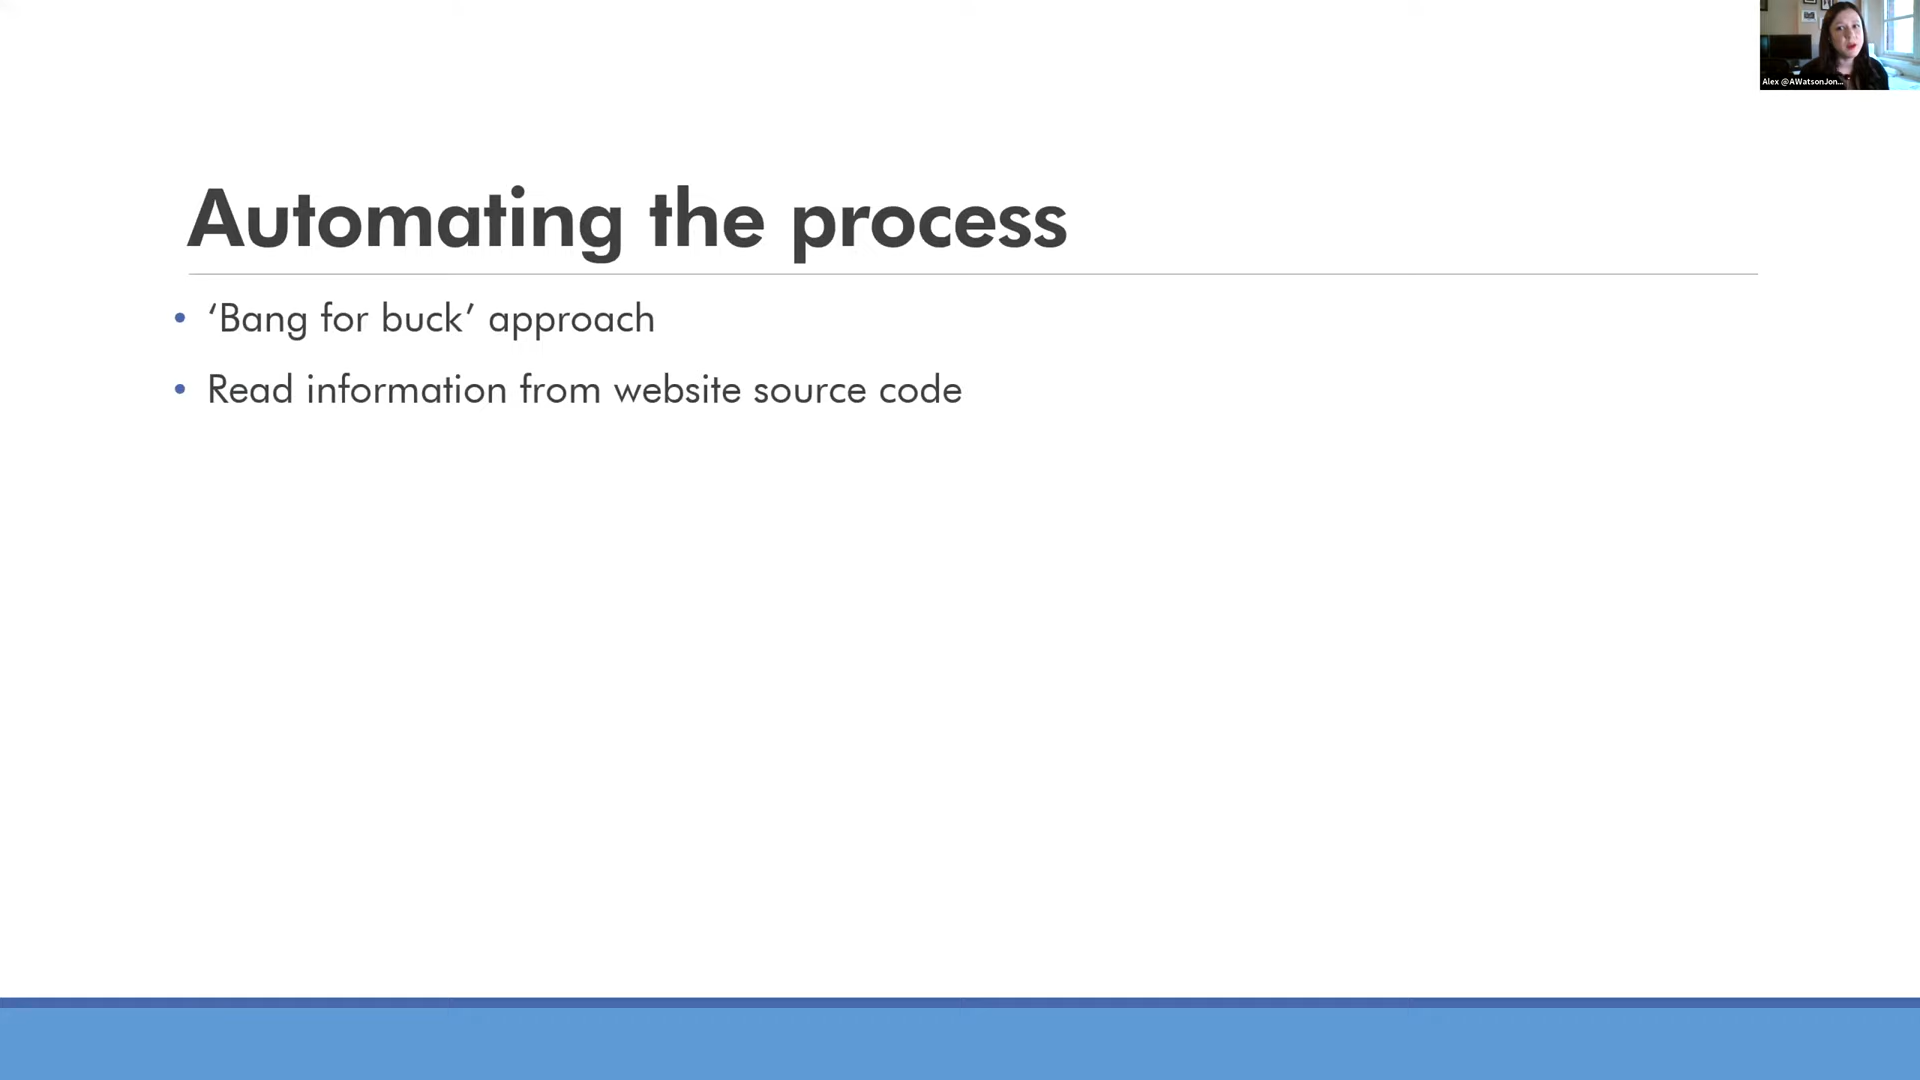 Alex @AWatsonJon...
Automating the process
• ‘Bang for buck’ approach
• Read information from website source code